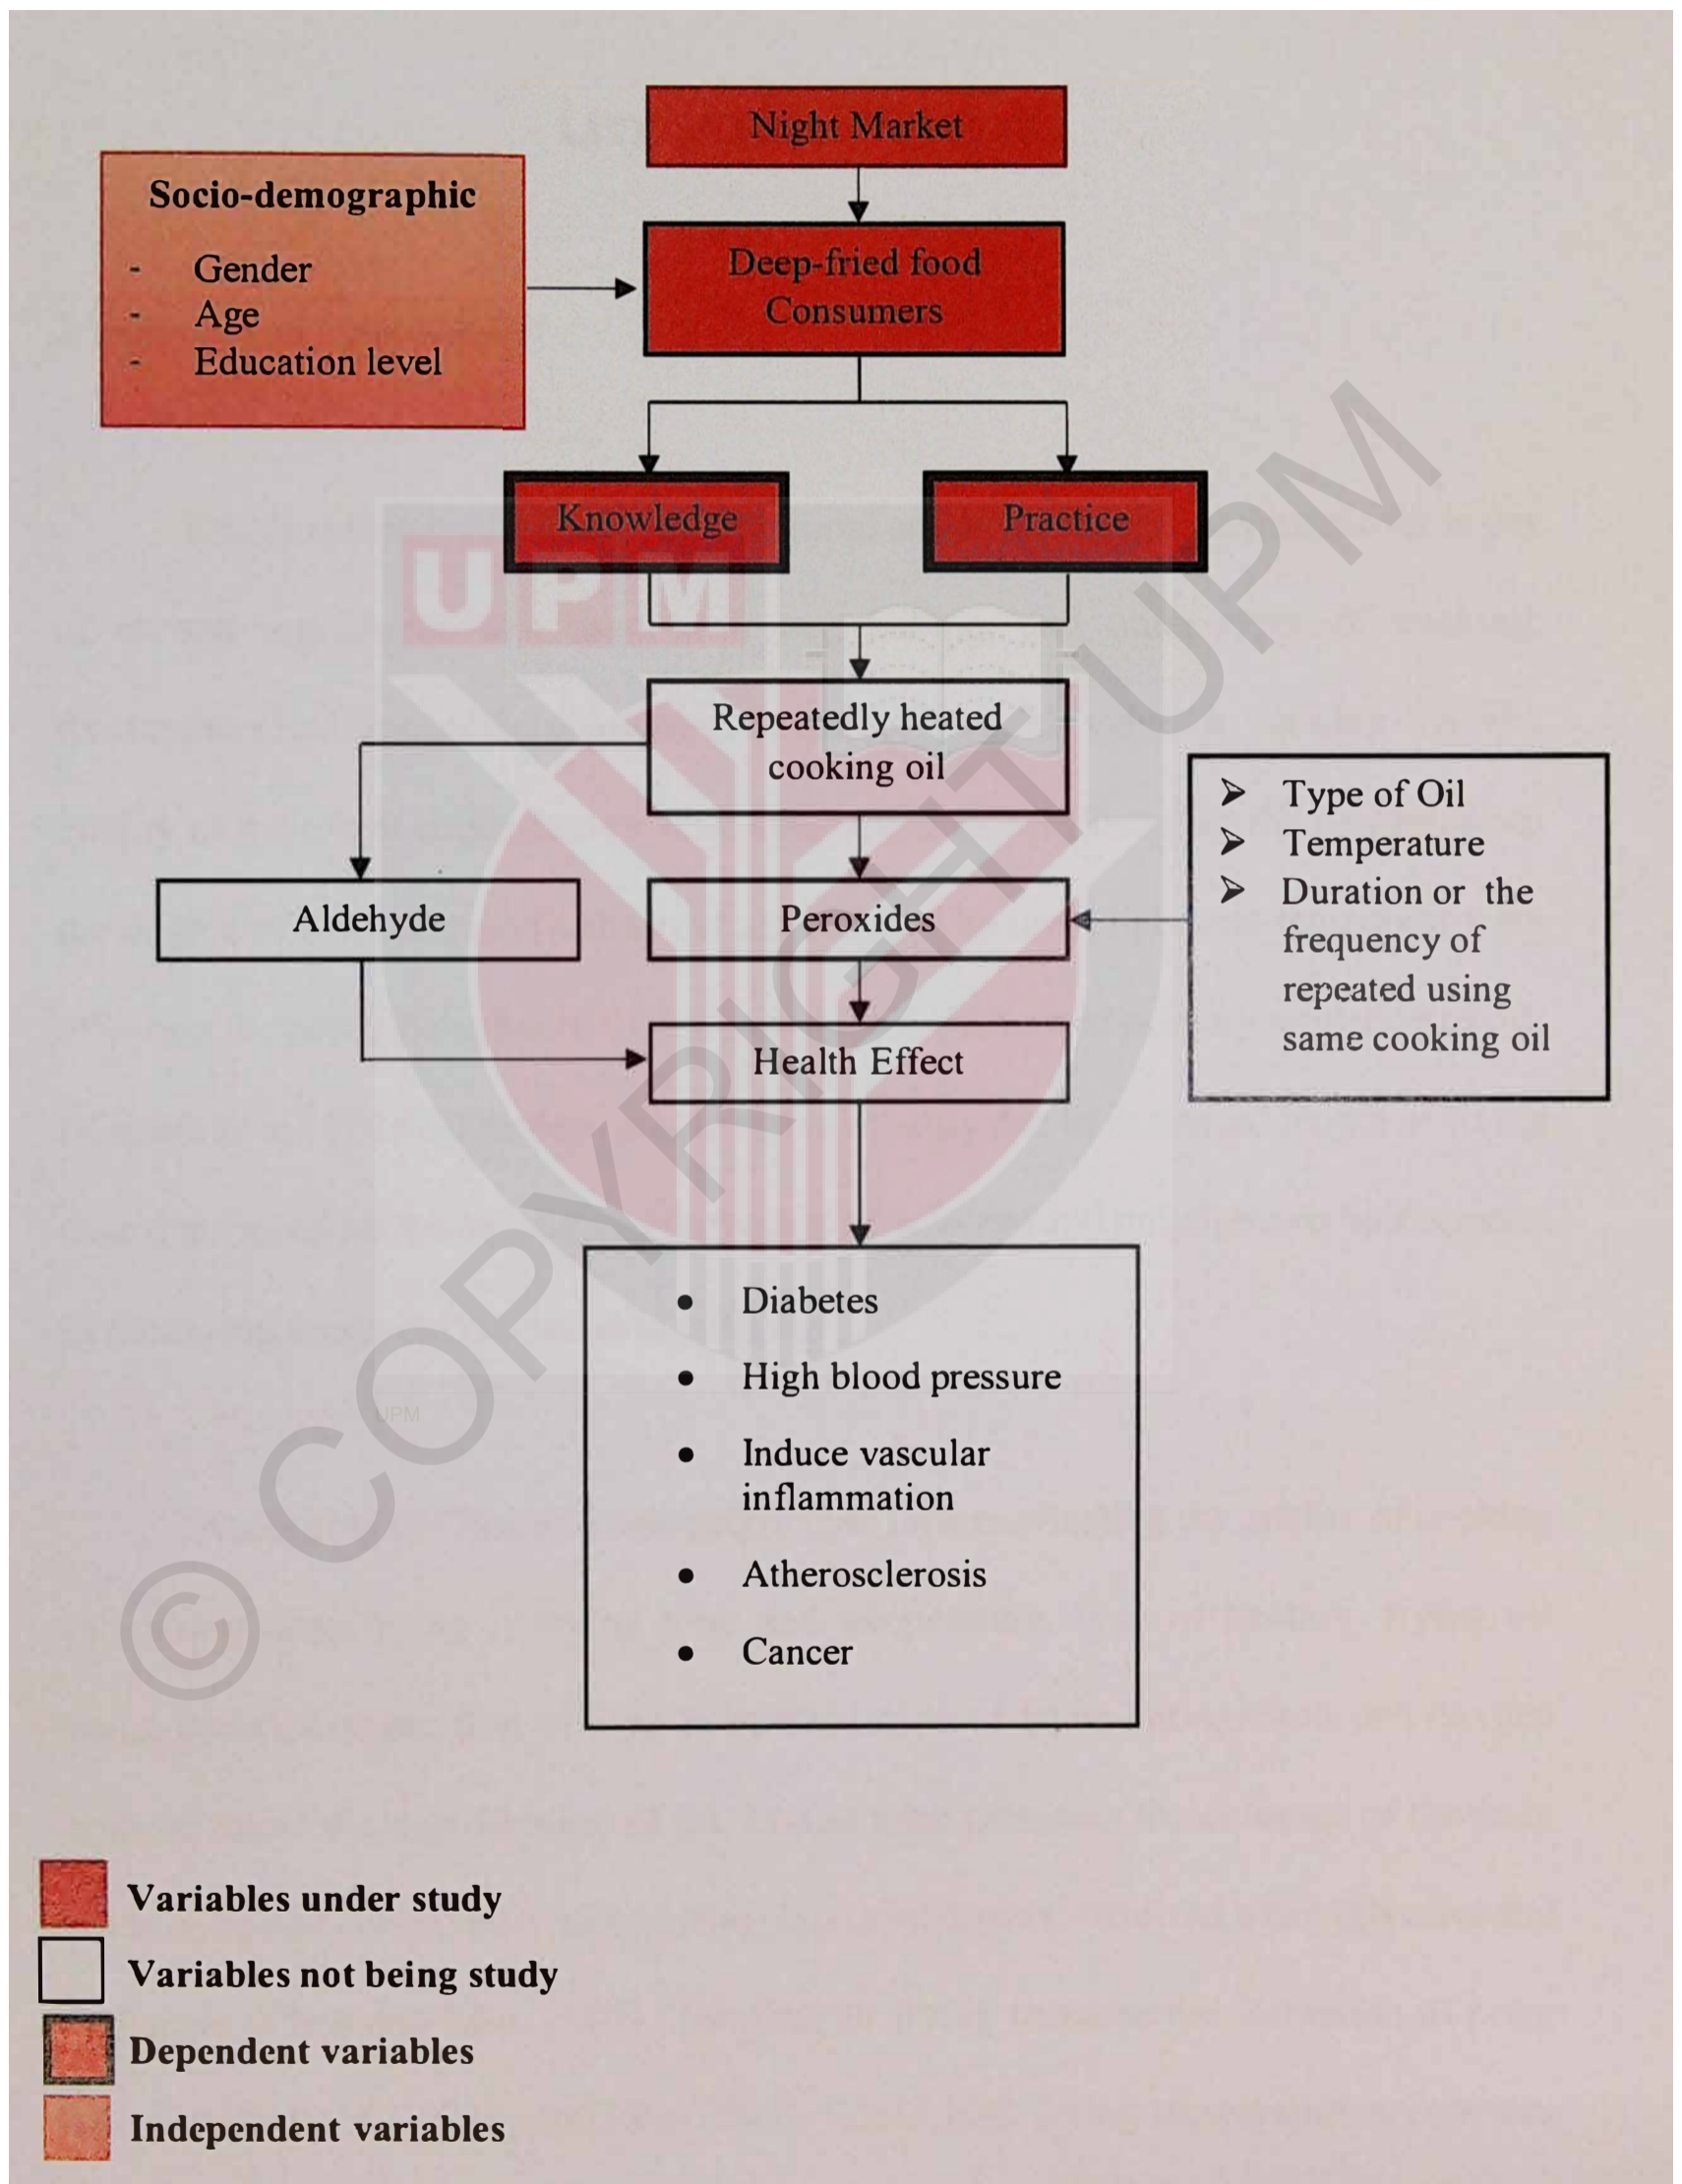 Night Market
Socio-demographic
- Gender
- Age
- Education level
Deep-fried food
Consumers
Knowledge
Practice
UPM
Repeatedly heated
cooking oil
➢ Type of Oil
➢ Temperature
➢ Duration or the
frequency of
repeated using
same cooking oil
Aldehyde
Peroxides
Health Effect
• Diabetes
• High blood pressure
• Induce vascular
inflammation
• Atherosclerosis
• Cancer
UPM
© COPYRIGHT UPM
Variables under study
Variables not being study
Dependent variables
Independent variables